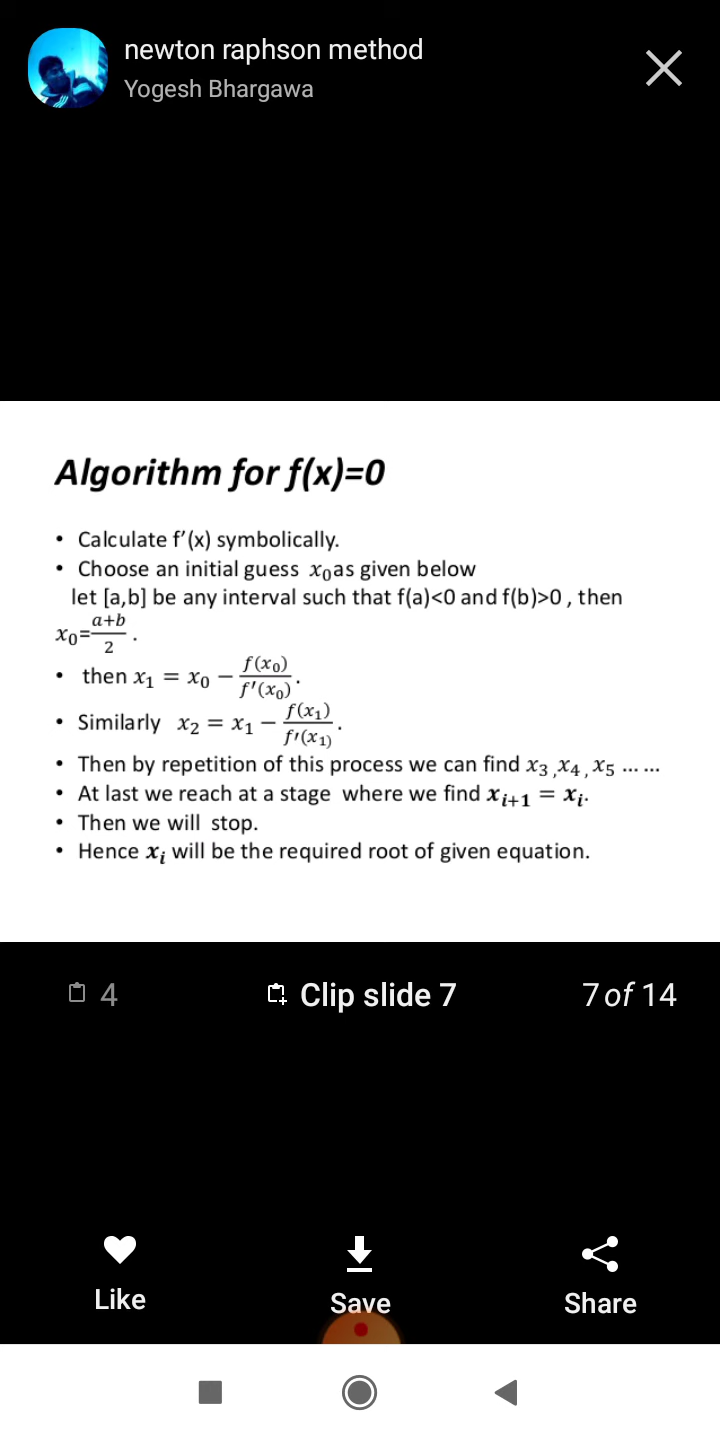 newton raphson method
Yogesh Bhargawa
Algorithm for f(x)=0
• Calculate f’(x) symbolically.
• Choose an initial guess x₀as given below
let [a,b] be any interval such that f(a)<0 and f(b)>0 , then
x₀=a+b/2 .
• then x₁ = x₀ − f(x₀)/f'(x₀) .
• Similarly x₂ = x₁ − f(x₁)/f′(x₁) .
• Then by repetition of this process we can find x₃ ,x₄ , x₅ … …
• At last we reach at a stage where we find xᵢ₊₁ = xᵢ.
• Then we will stop.
• Hence xᵢ will be the required root of given equation.
4
Clip slide 7
7 of 14
Like
Save
Share